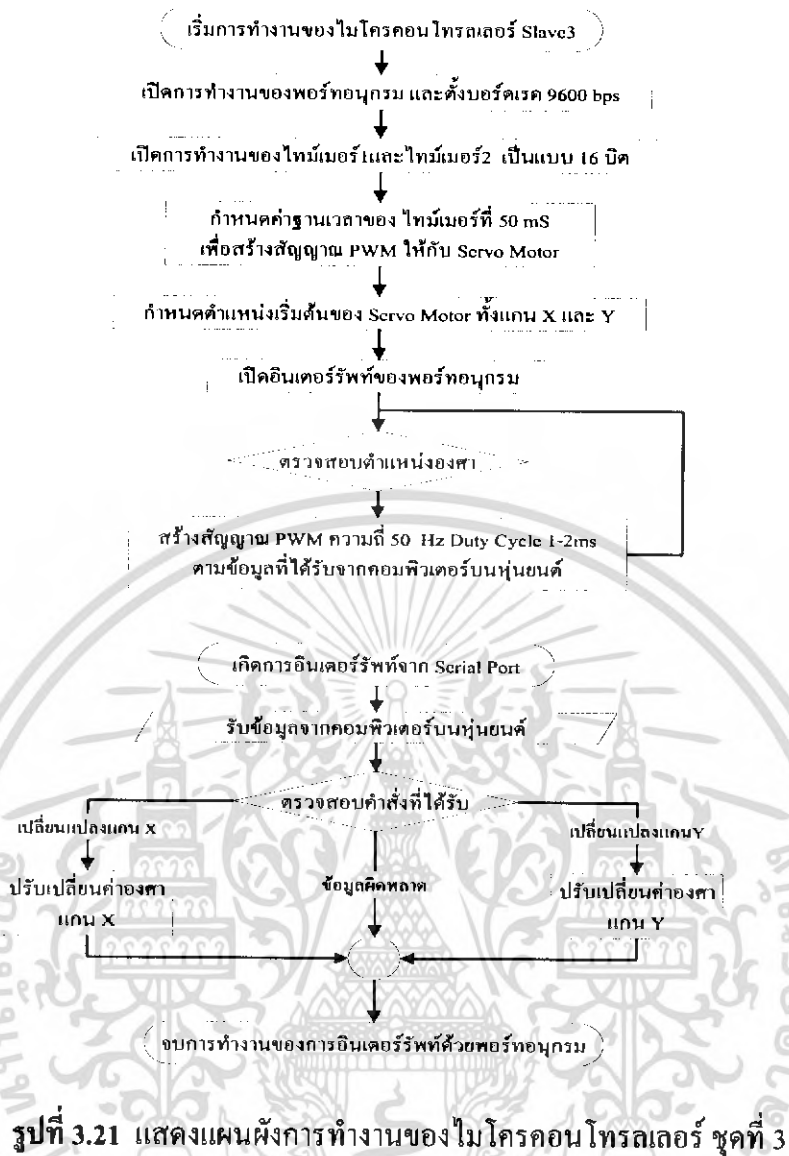 เริ่มการทำงานของไมโครคอนโทรลเลอร์ Slave3
เปิดการทำงานของพอร์ทอนุกรม และตั้งบอร์ดเรต 9600 bps
เปิดการทำงานของไทม์เมอร์1และไทม์เมอร์2 เป็นแบบ 16 บิต
กำหนดค่าฐานเวลาของ ไทม์เมอร์ที่ 50 mS
เพื่อสร้างสัญญาณ PWM ให้กับ Servo Motor
กำหนดตำแหน่งเริ่มต้นของ Servo Motor ทั้งแกน X และ Y
เปิดอินเตอร์รัพท์ของพอร์ทอนุกรม
ตรวจสอบตำแหน่งองศา
สร้างสัญญาณ PWM ความถี่ 50 Hz Duty Cycle 1-2ms
ตามข้อมูลที่ได้รับจากคอมพิวเตอร์บนหุ่นยนต์
เกิดการอินเตอร์รัพท์จาก Serial Port
รับข้อมูลจากคอมพิวเตอร์บนหุ่นยนต์
ตรวจสอบคำสั่งที่ได้รับ
เปลี่ยนแปลงแกน X
เปลี่ยนแปลงแกนY
ปรับเปลี่ยนค่าองศา
แกน X
ข้อมูลผิดพลาด
ปรับเปลี่ยนค่าองศา
แกน Y
จบการทำงานของการอินเตอร์รัพท์ด้วยพอร์ทอนุกรม
รูปที่ 3.21 แสดงแผนผังการทำงานของไมโครคอนโทรลเลอร์ ชุดที่ 3